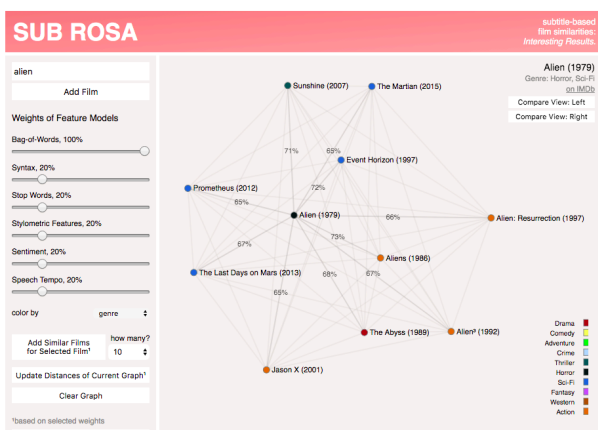 SUB ROSA
subtitle-based
film similarities:
Interesting Results.
alien
Add Film
Weights of Feature Models
Bag-of-Words, 100%
Syntax, 20%
Stop Words, 20%
Stylometric Features, 20%
Sentiment, 20%
Speech Tempo, 20%
color by genre
Add Similar Films
for Selected Film¹
how many?
10
Update Distances of Current Graph¹
Clear Graph
¹based on selected weights
Alien (1979)
Genre: Horror, Sci-Fi
on IMDb
Compare View: Left
Compare View: Right
Sunshine (2007)
The Martian (2015)
71%
65%
Event Horizon (1997)
Prometheus (2012)
72%
65%
Alien (1979)
66%
Alien: Resurrection (1997)
73%
67%
Aliens (1986)
The Last Days on Mars (2013)
68%
67%
65%
The Abyss (1989)
Alien³ (1992)
Jason X (2001)
Drama
Comedy
Adventure
Crime
Thriller
Horror
Sci-Fi
Fantasy
Western
Action